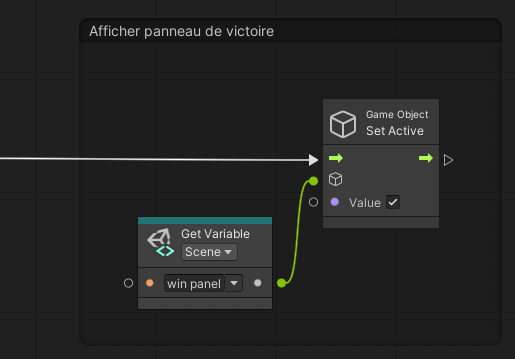 Afficher panneau de victoire
Game Object
Set Active
Value
Get Variable
Scene
win panel